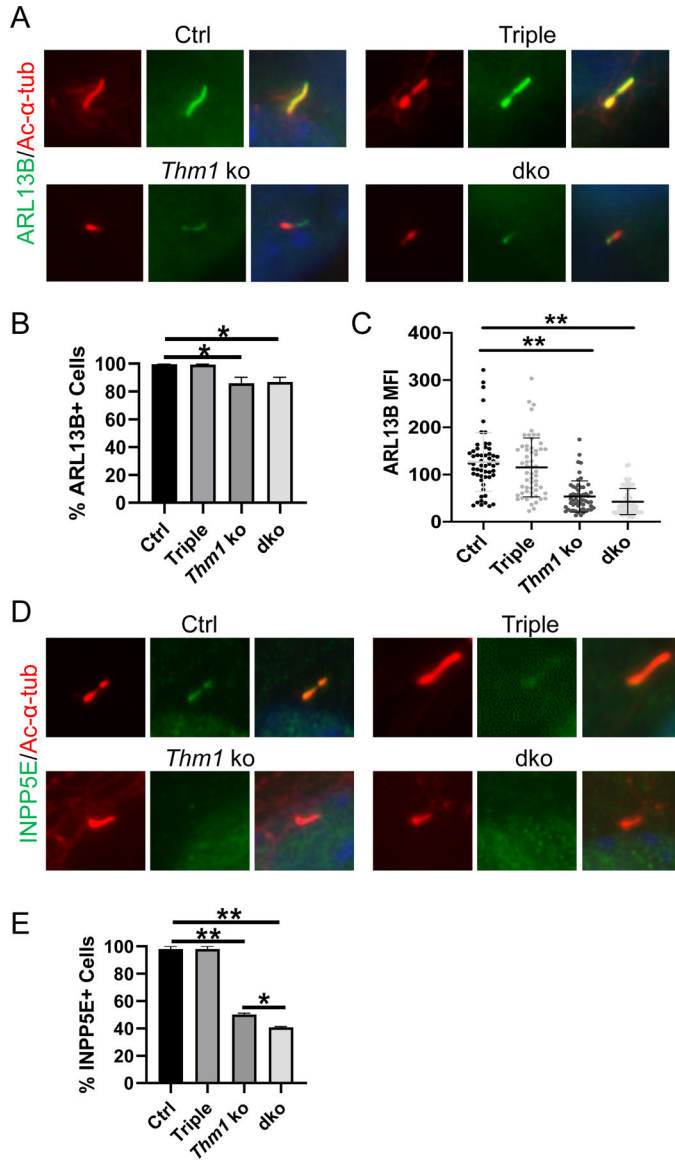 A
Ctrl
Triple
ARL13B/Ac-α-tub
Thm1 ko
dko
B
*
*
% ARL13B+ Cells
100
80
60
40
20
0
Ctrl
Triple
Thm1 ko
dko
C
**
**
ARL13B MFI
400
300
200
100
0
Ctrl
Triple
Thm1 ko
dko
D
Ctrl
Triple
INPP5E/Ac-α-tub
Thm1 ko
dko
E
**
**
*
% INPP5E+ Cells
100
80
60
40
20
0
Ctrl
Triple
Thm1 ko
dko